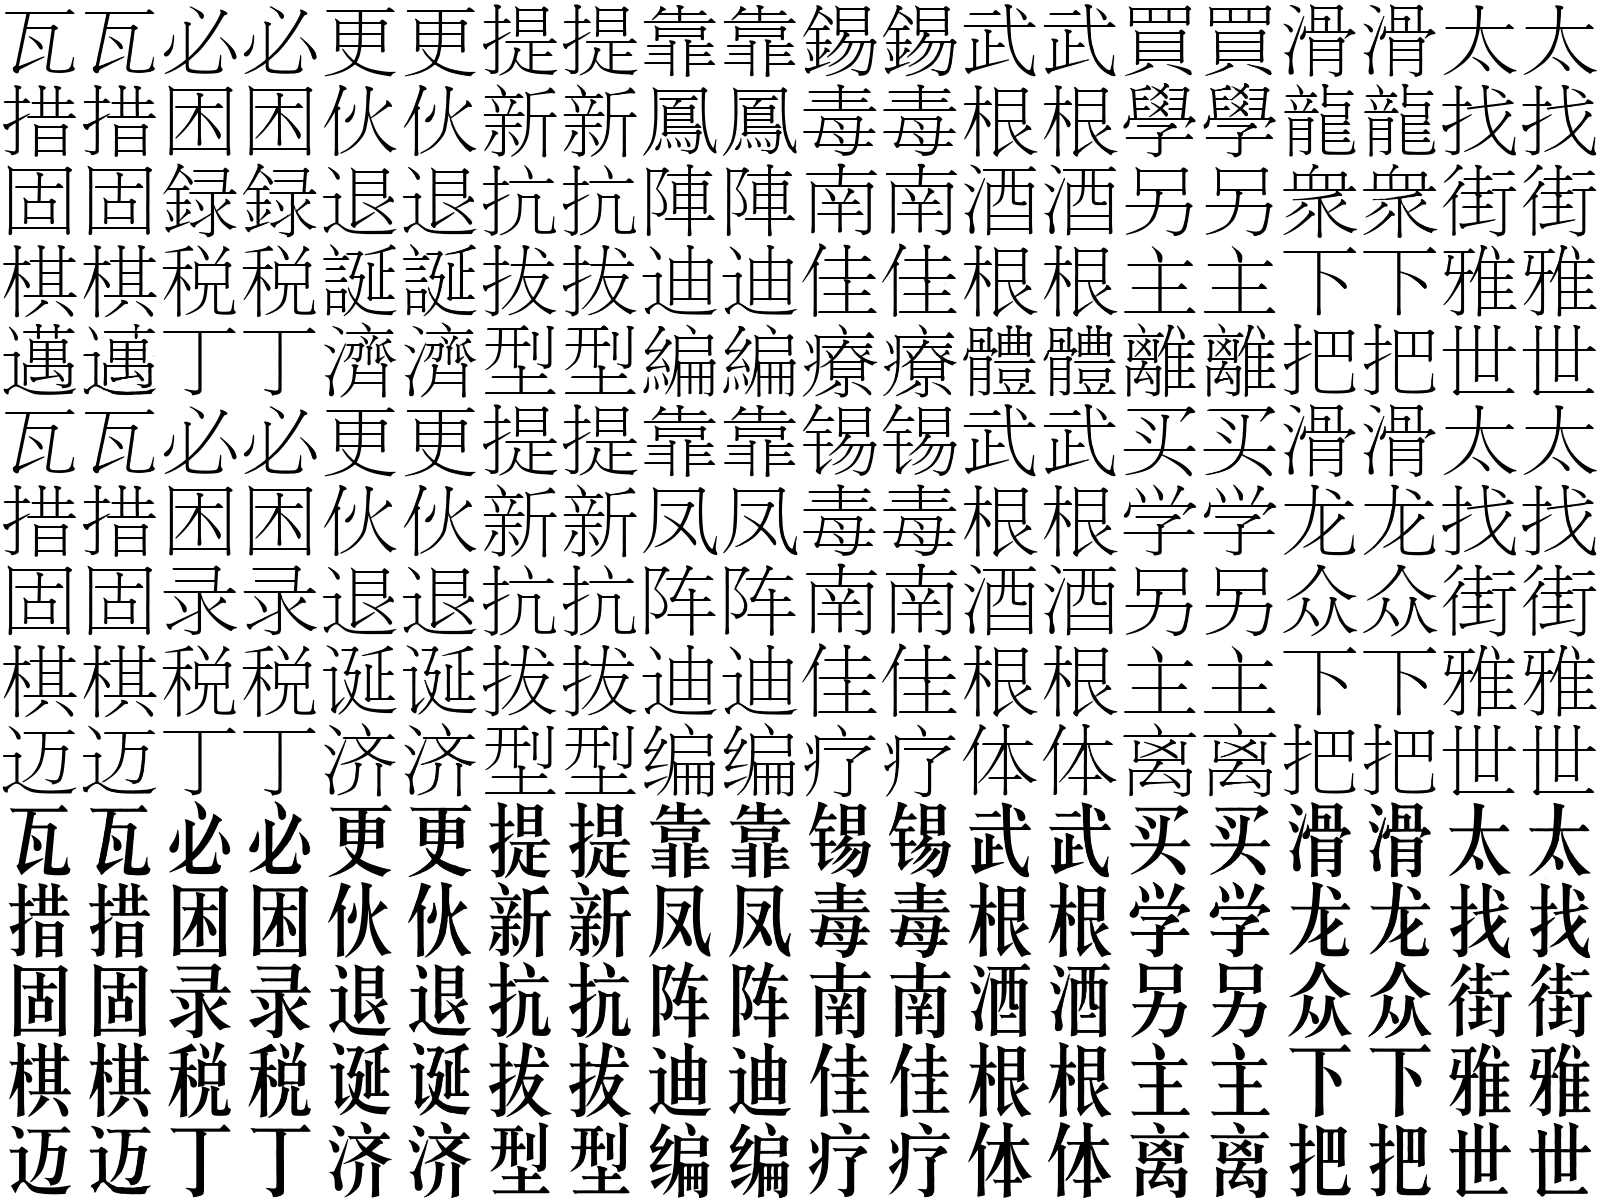 瓦瓦必必更更提提靠靠錫錫武武買買滑滑太太
措措困困伙伙新新鳳鳳毒毒根根學學龍龍找找
固固録録退退抗抗陣陣南南酒酒另另衆衆街街
棋棋税税誕誕拔拔迪迪佳佳根根主主下下雅雅
邁邁丁丁濟濟型型編編療療體體離離把把世世
瓦瓦必必更更提提靠靠锡锡武武买买滑滑太太
措措困困伙伙新新凤凤毒毒根根学学龙龙找找
固固录录退退抗抗阵阵南南酒酒另另众众街街
棋棋税税诞诞拔拔迪迪佳佳根根主主下下雅雅
迈迈丁丁济济型型编编疗疗体体离离把把世世
瓦瓦必必更更提提靠靠锡锡武武买买滑滑太太
措措困困伙伙新新凤凤毒毒根根学学龙龙找找
固固录录退退抗抗阵阵南南酒酒另另众众街街
棋棋税税诞诞拔拔迪迪佳佳根根主主下下雅雅
迈迈丁丁济济型型编编疗疗体体离离把把世世